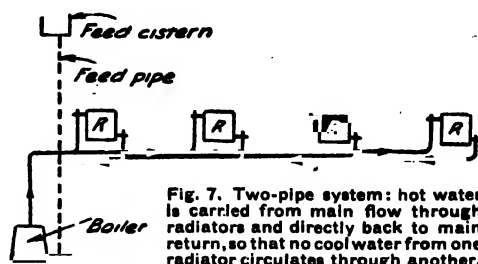 Feed cistern
Feed pipe
R R R
Boiler
Fig. 7. Two-pipe system: hot water
is carried from main flow through
radiators and directly back to main
return, so that no cool water from one
radiator circulates through another.